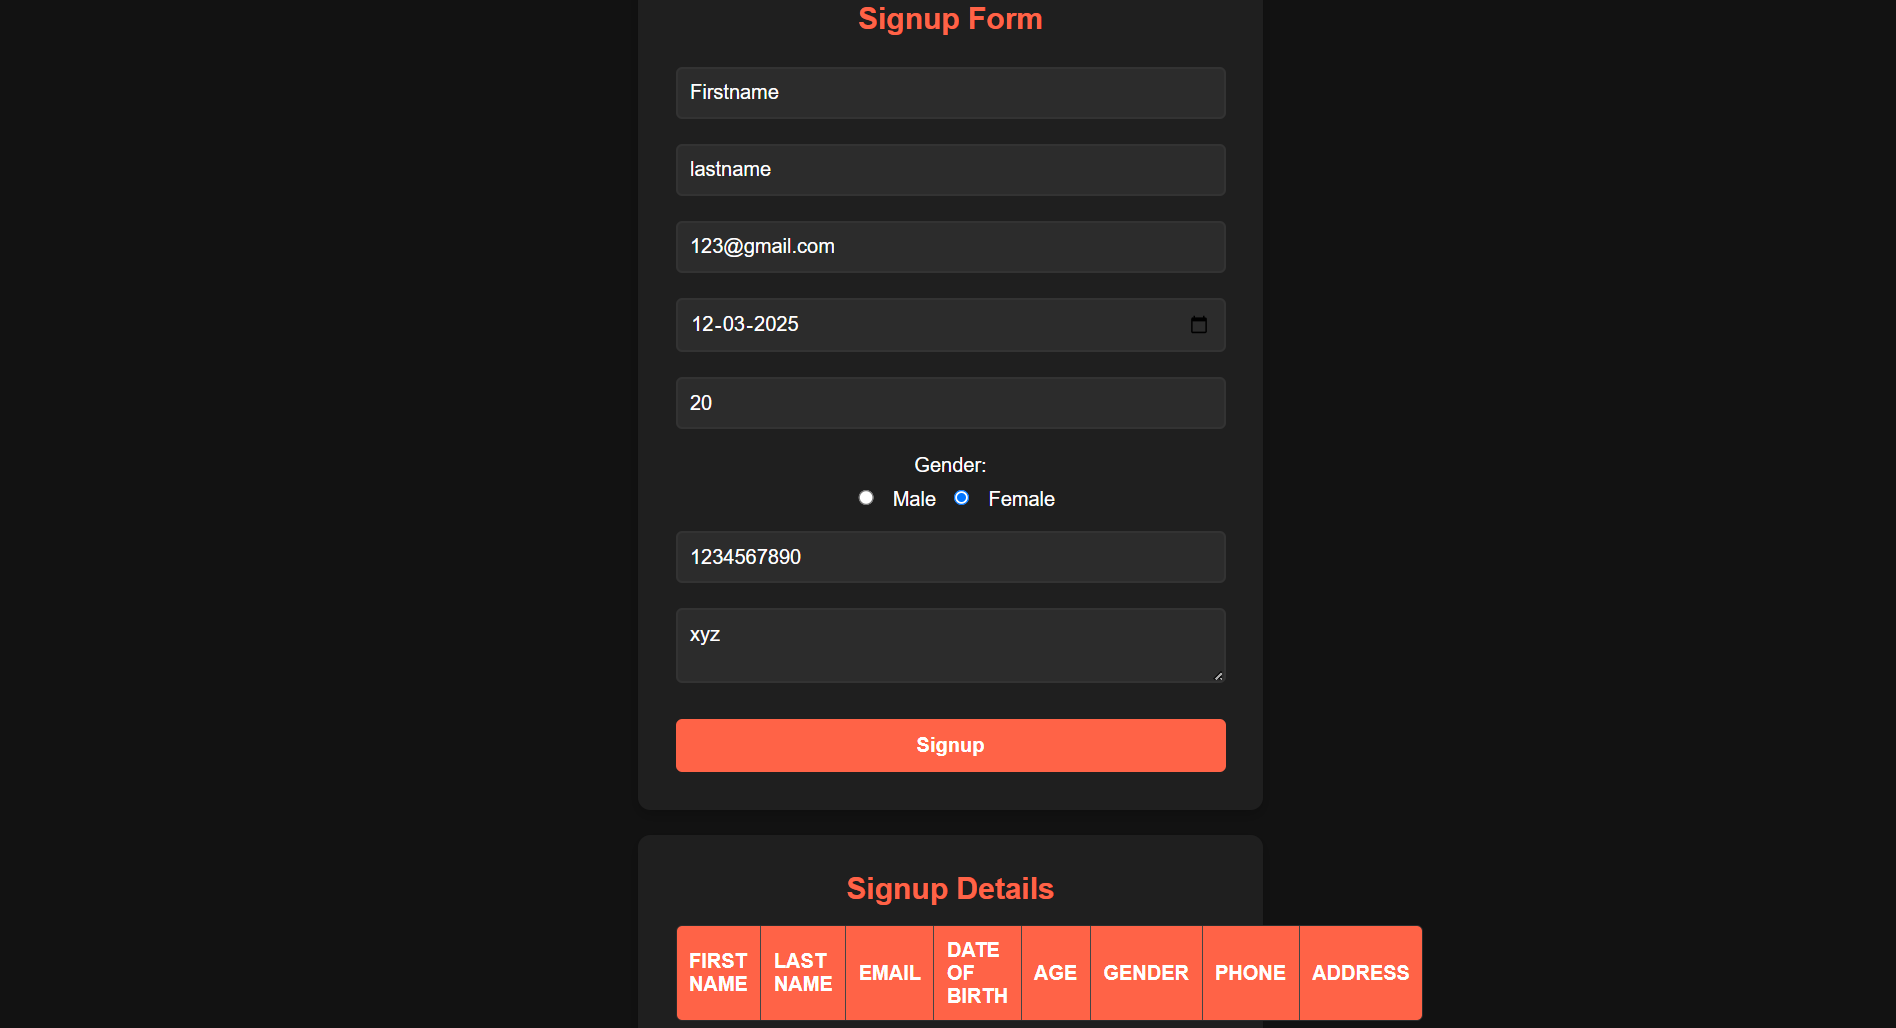 Signup Form
Firstname
lastname
123@gmail.com
12-03-2025
20
Gender:
Male Female
1234567890
xyz
Signup
Signup Details
FIRST NAME LAST NAME EMAIL DATE OF BIRTH AGE GENDER PHONE ADDRESS